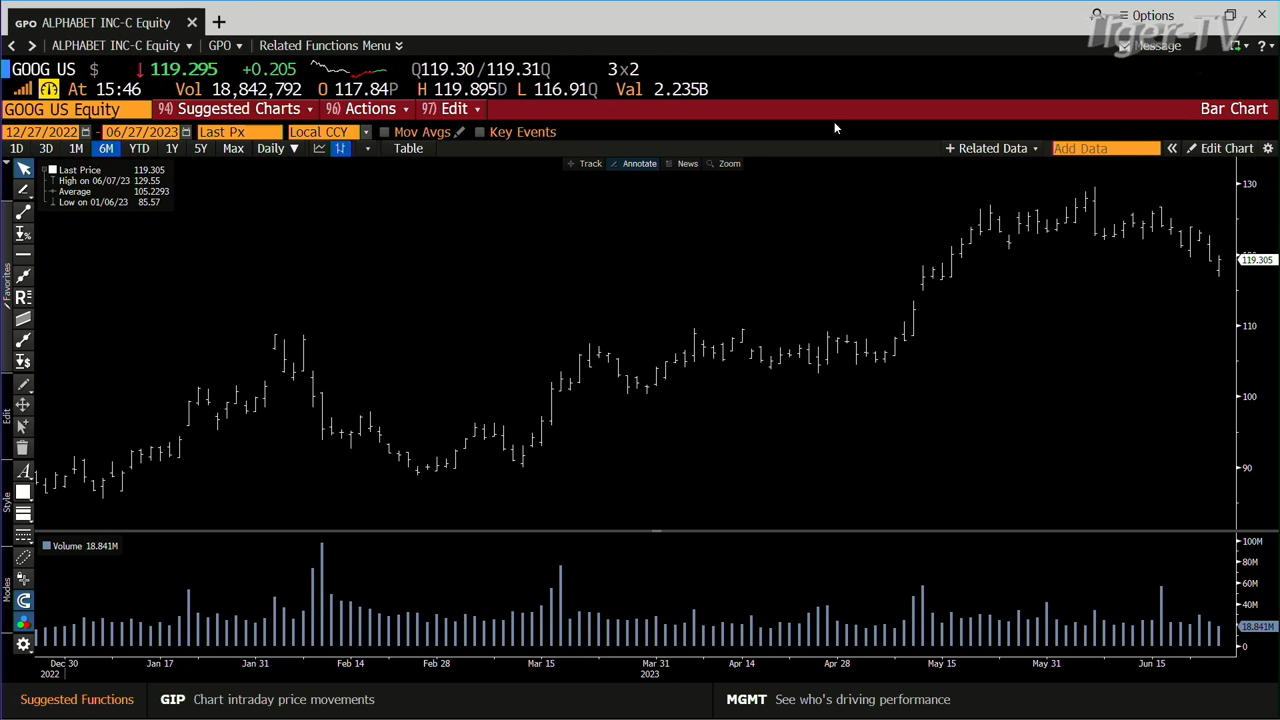 GPO ALPHABET INC-C Equity × +
Options
ALPHABET INC-C Equity GPO Related Functions Menu
Message
Tiger-TV
GOOG US $ ↓ 119.295 +0.205 Q119.30/119.31Q 3x2
At 15:46 Vol 18,842,792 O 117.84P H 119.895D L 116.91Q Val 2.235B
GOOG US Equity 94) Suggested Charts 96) Actions 97) Edit Bar Chart
12/27/2022 - 06/27/2023 Last Px Local CCY Mov Avgs Key Events
1D 3D 1M 6M YTD 1Y 5Y Max Daily Table + Related Data Add Data « Edit Chart
Track Annotate News Zoom
Last Price 119.305
High on 06/07/23 129.55
Average 105.2293
Low on 01/06/23 85.57
Favorites
Edit
Style
Modes
130
119.305
110
100
90
Volume 18.841M
100M
80M
60M
40M
18.841M
0
Dec 30 Jan 17 Jan 31 Feb 14 Feb 28 Mar 15 Mar 31 Apr 14 Apr 28 May 15 May 31 Jun 15
2022 2023
Suggested Functions GIP Chart intraday price movements MGMT See who's driving performance